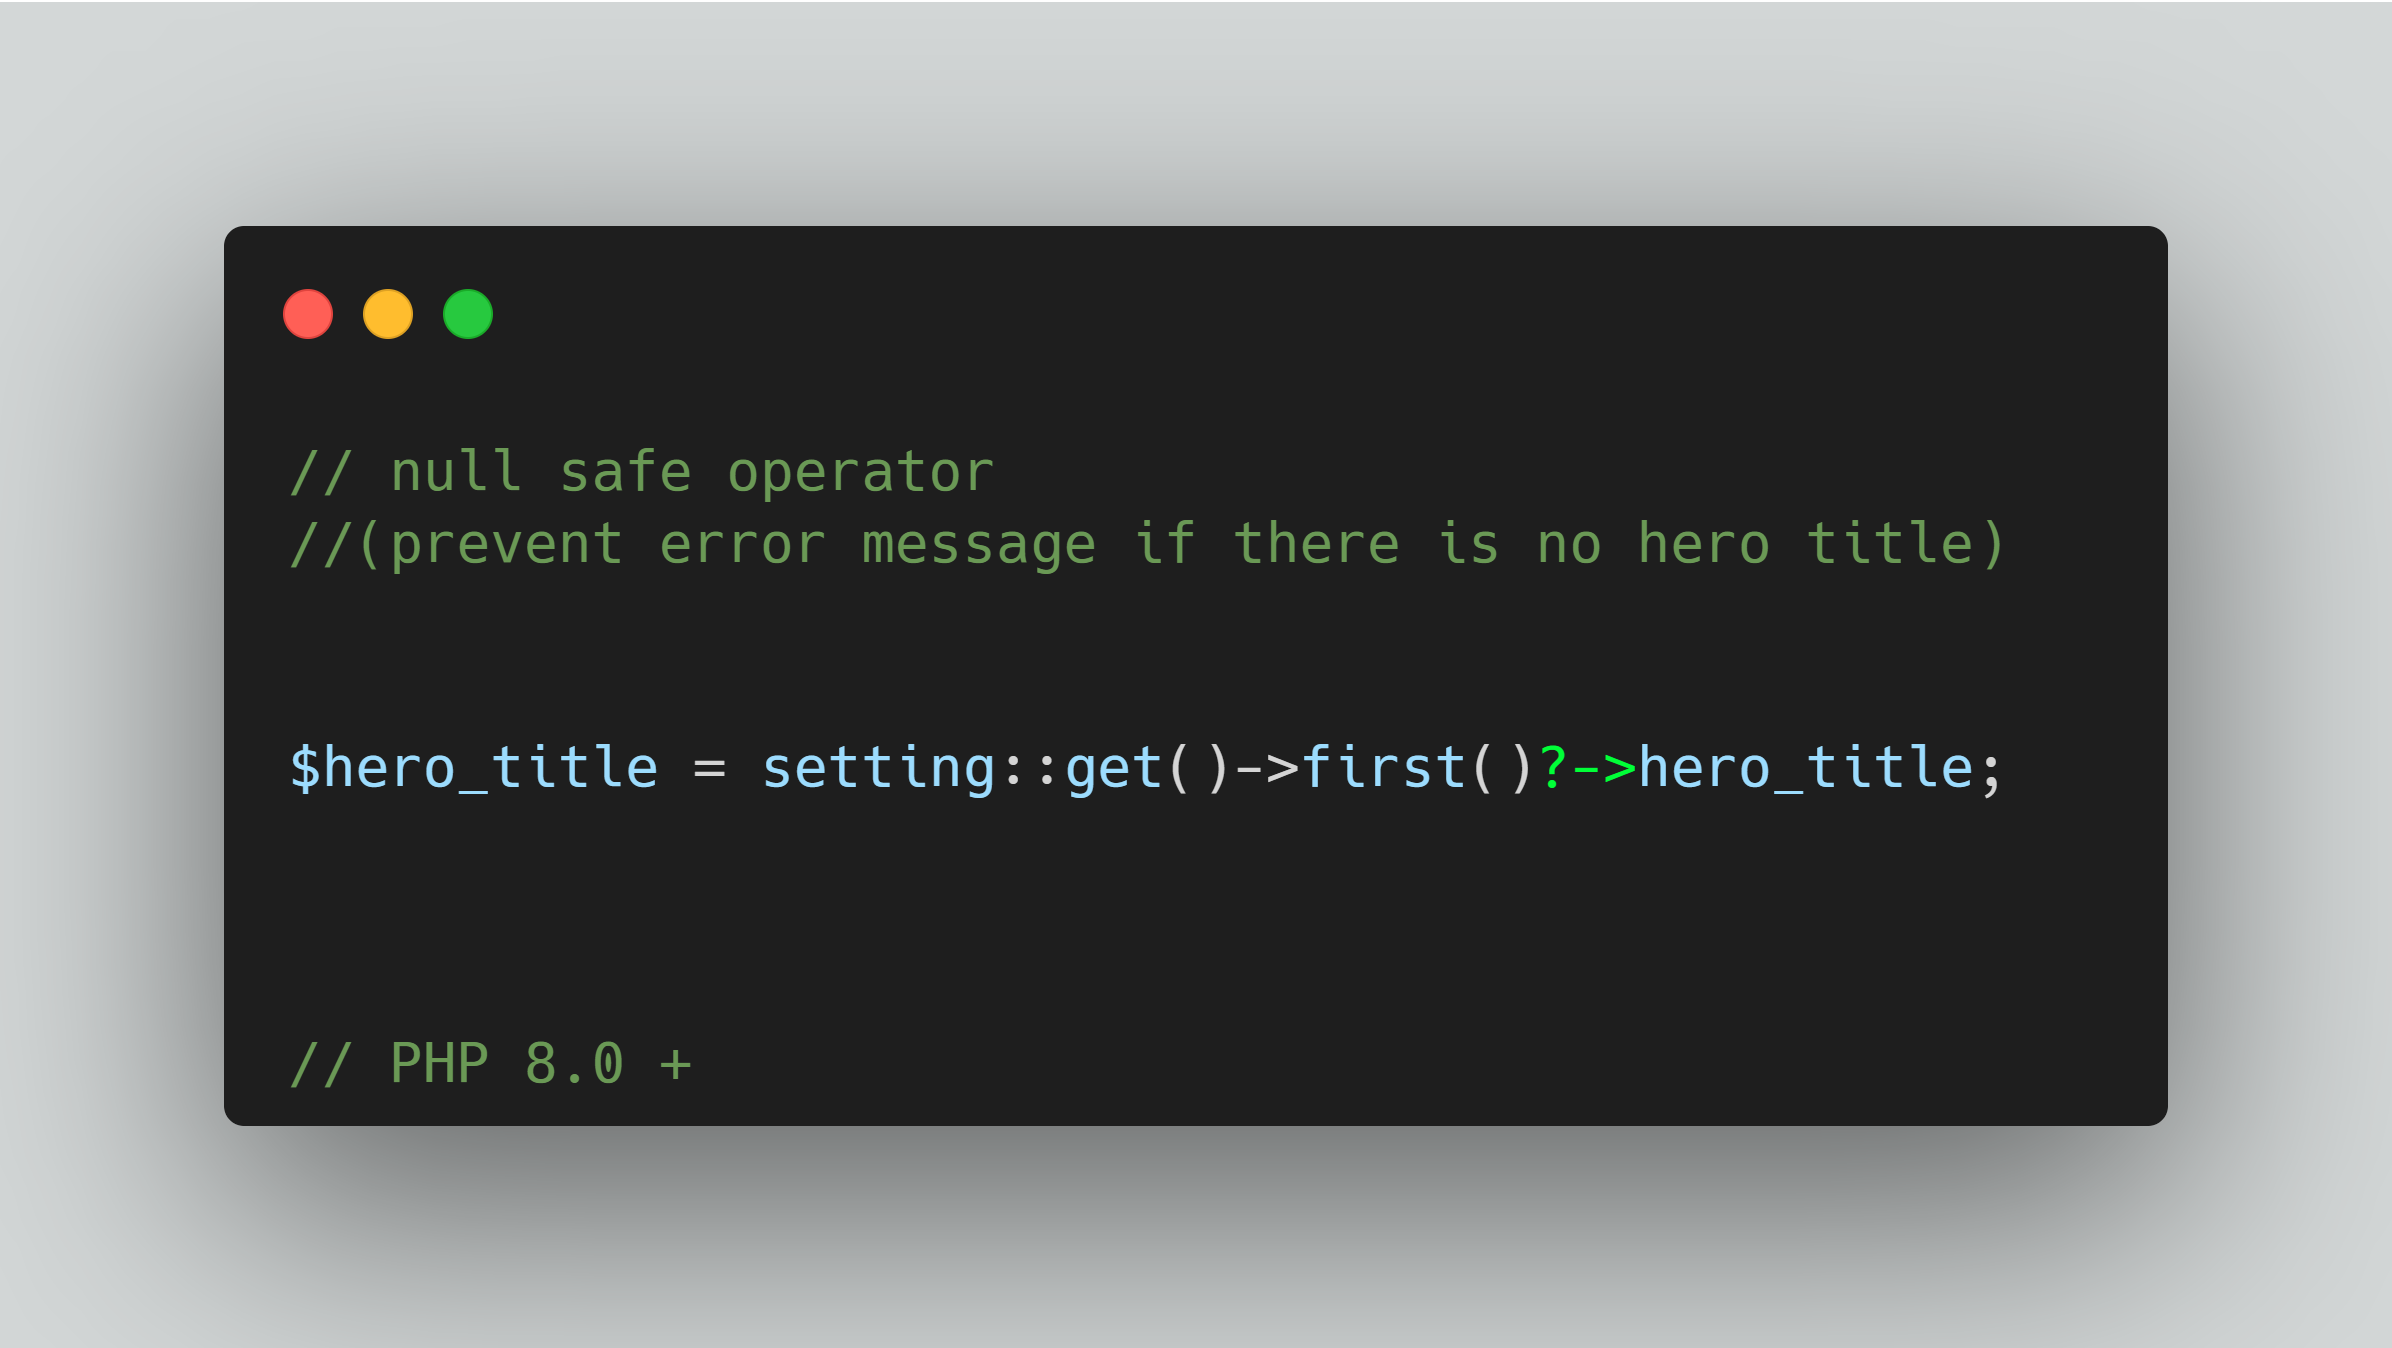 // null safe operator
//(prevent error message if there is no hero title)
$hero_title = setting::get()->first()?->hero_title;
// PHP 8.0 +